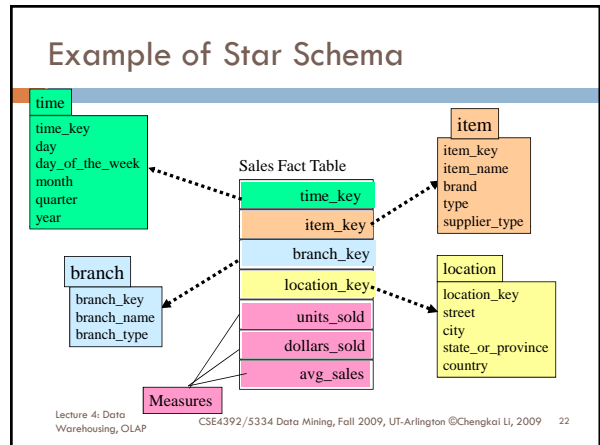 Example of Star Schema
time
time_key
day
day_of_the_week
month
quarter
year
item
item_key
item_name
brand
type
supplier_type
Sales Fact Table
time_key
item_key
branch_key
location_key
units_sold
dollars_sold
avg_sales
branch
branch_key
branch_name
branch_type
location
location_key
street
city
state_or_province
country
Measures
Lecture 4: Data
Warehousing, OLAP
CSE4392/5334 Data Mining, Fall 2009, UT-Arlington ©Chengkai Li, 2009
22